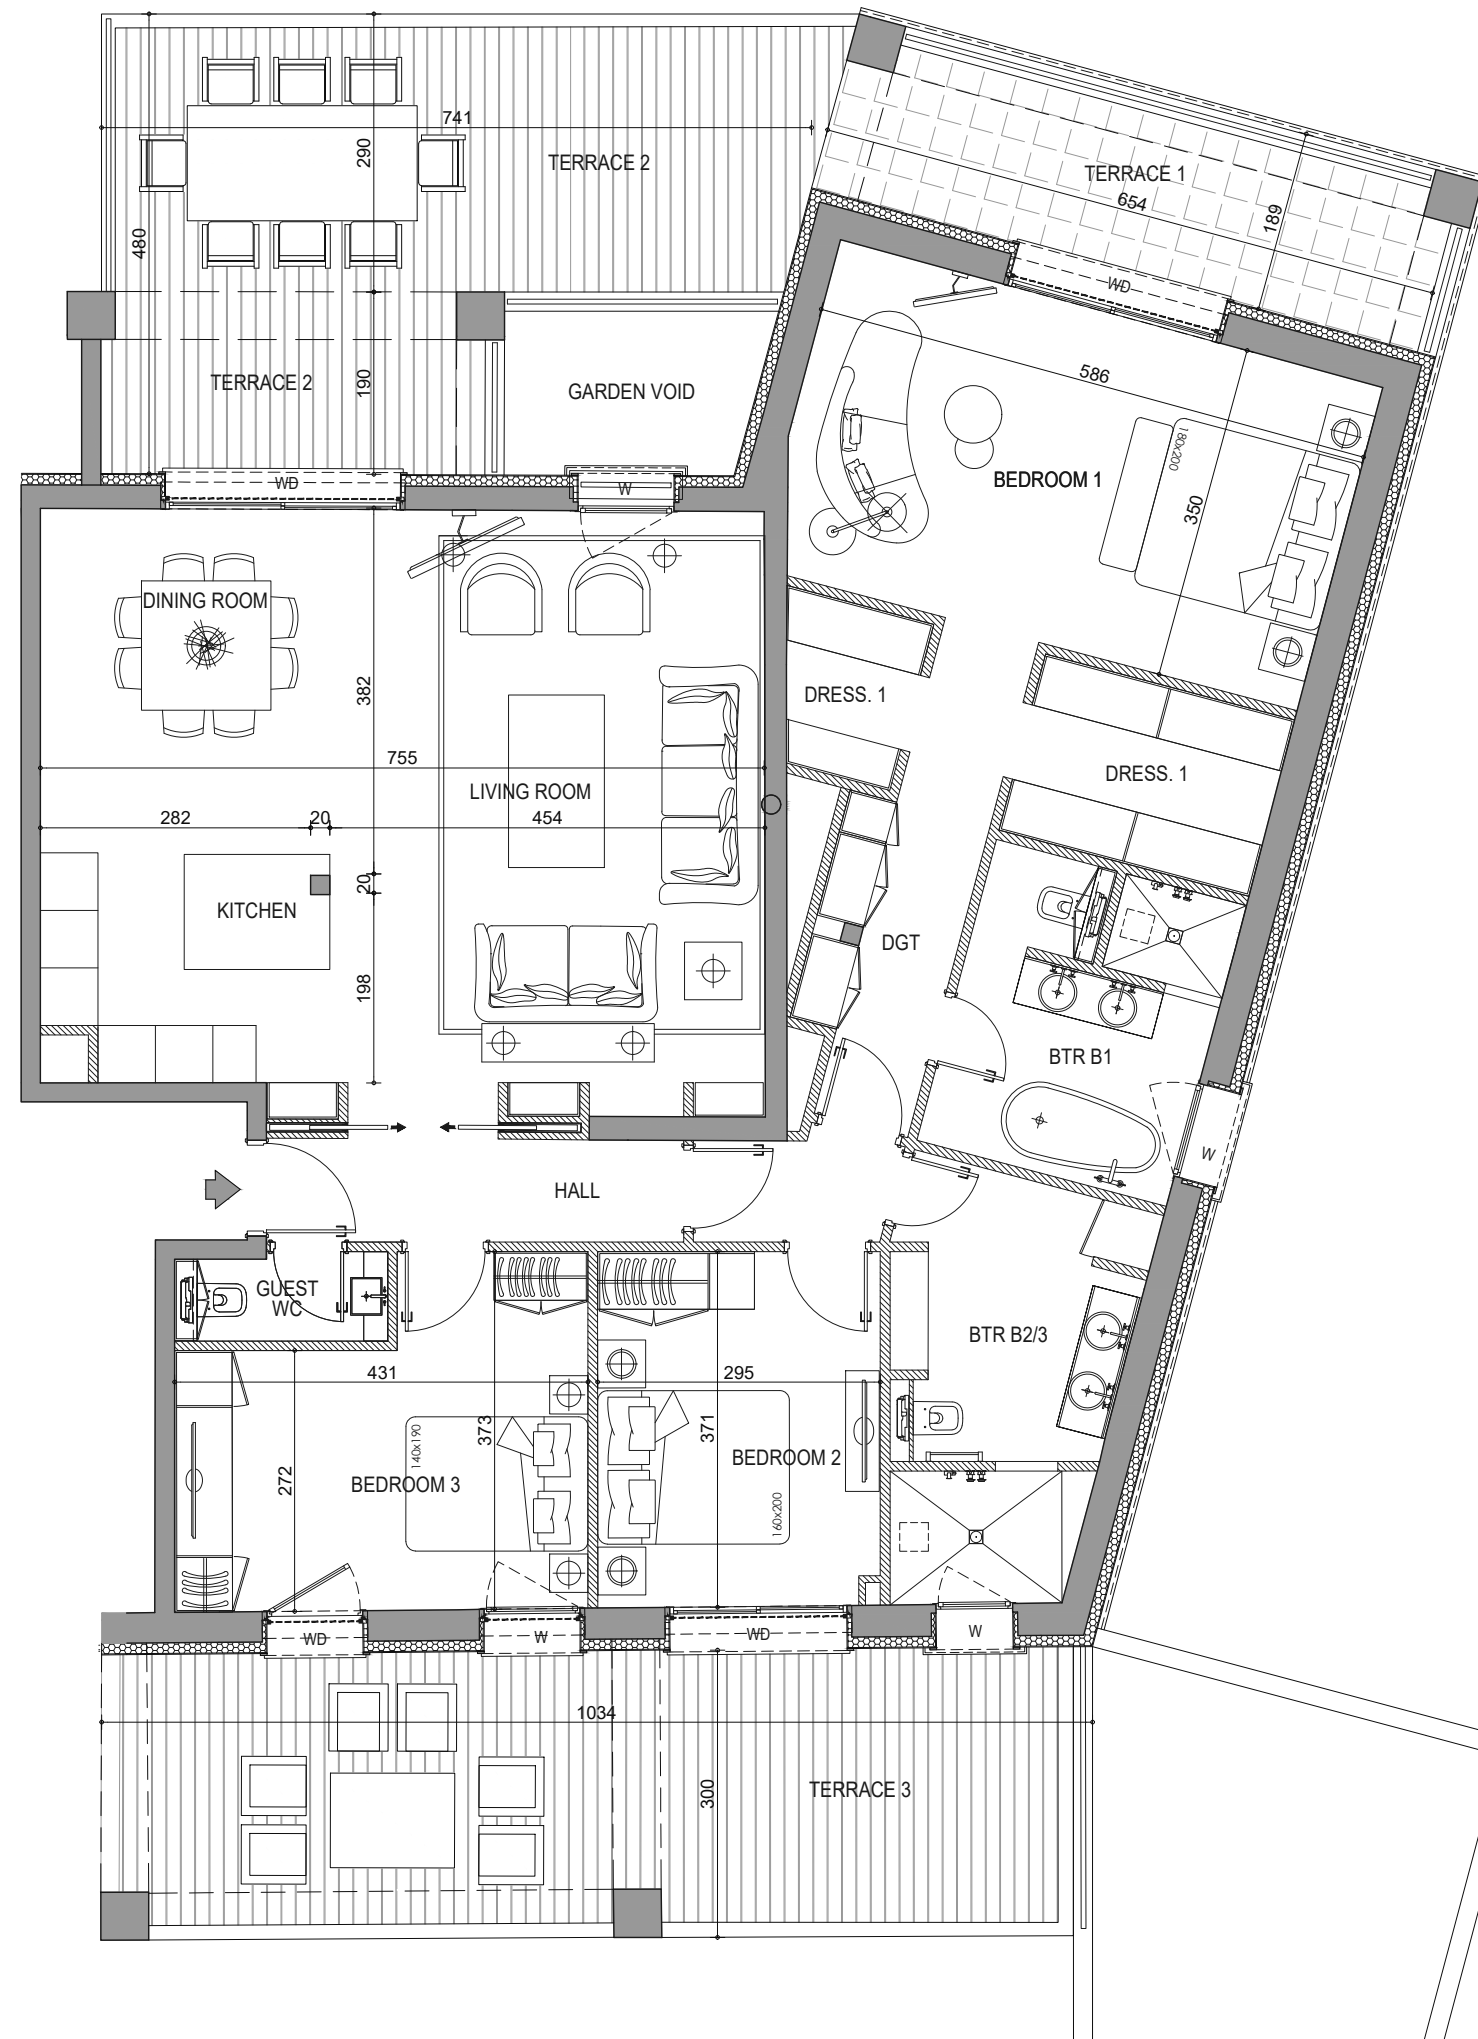 741
290
TERRACE 2
480
TERRACE 1
654
189
WD
TERRACE 2
190
GARDEN VOID
586
180x200
BEDROOM 1
350
WD
W
DINING ROOM
382
DRESS. 1
755
LIVING ROOM
DRESS. 1
282
20
454
20
KITCHEN
DGT
198
BTR B1
W
HALL
GUEST
WC
BTR B2/3
431
295
373
371
140x190
272
BEDROOM 3
BEDROOM 2
160x200
WD
W
WD
W
1034
300
TERRACE 3